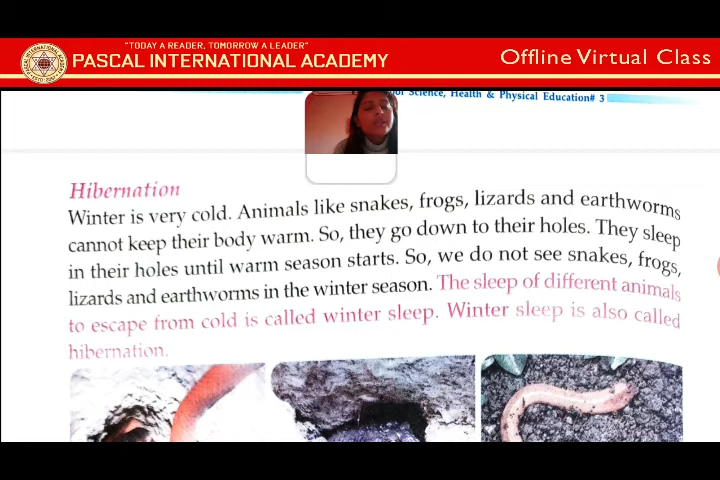 "TODAY A READER, TOMORROW A LEADER"
PASCAL INTERNATIONAL ACADEMY
Offline Virtual Class
Science, Health & Physical Education# 3
Hibernation
Winter is very cold. Animals like snakes, frogs, lizards and earthworms
cannot keep their body warm. So, they go down to their holes. They sleep
in their holes until warm season starts. So, we do not see snakes, frogs,
lizards and earthworms in the winter season. The sleep of different animals
to escape from cold is called winter sleep. Winter sleep is also called
hibernation.